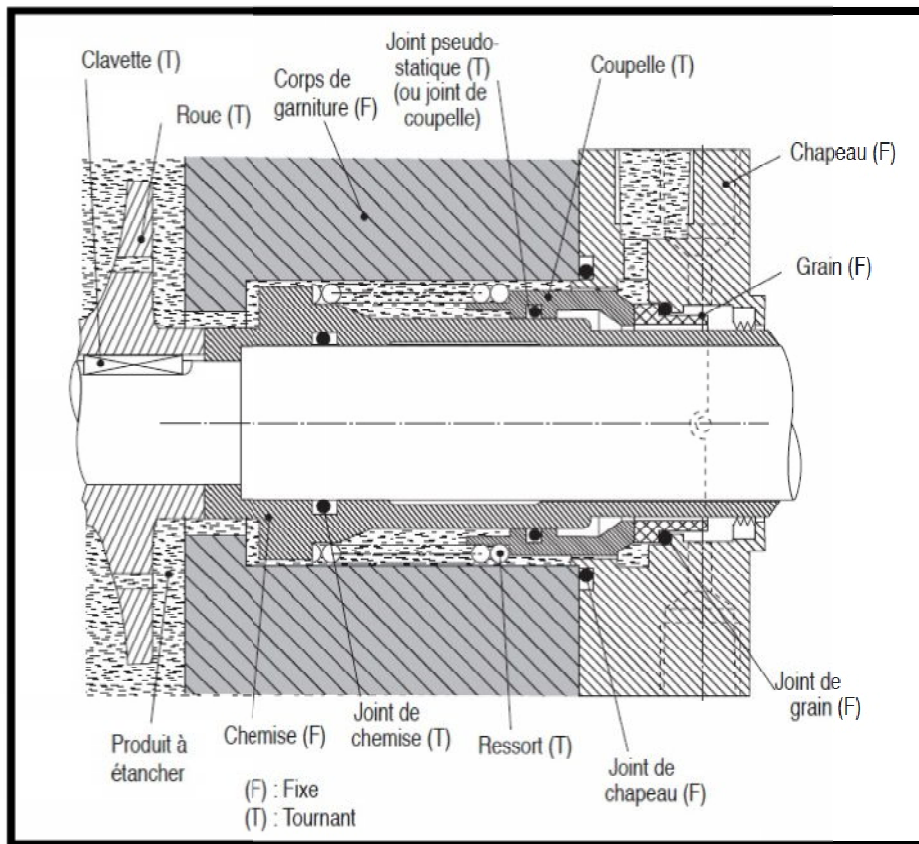 Clavette (T)
Roue (T)
Corps de
garniture (F)
Joint pseudo-
statique (T)
(ou joint de
coupelle)
Coupelle (T)
Chapeau (F)
Grain (F)
Produit à
étancher
Chemise (F)
Joint de
chemise (T)
Ressort (T)
Joint de
chapeau (F)
Joint de
grain (F)
(F) : Fixe
(T) : Tournant